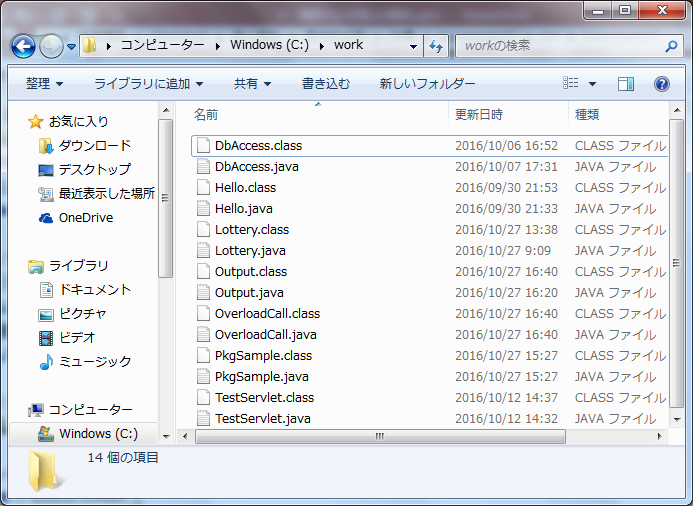 コンピューター ▸ Windows (C:) ▸ work
workの検索
整理 ライブラリに追加 共有 書き込む 新しいフォルダー
名前 更新日時 種類
お気に入り
ダウンロード
デスクトップ
最近表示した場所
OneDrive
ライブラリ
ドキュメント
ピクチャ
ビデオ
ミュージック
コンピューター
Windows (C:)
DbAccess.class 2016/10/06 16:52 CLASS ファイル
DbAccess.java 2016/10/07 17:31 JAVA ファイル
Hello.class 2016/09/30 21:53 CLASS ファイル
Hello.java 2016/09/30 21:33 JAVA ファイル
Lottery.class 2016/10/27 13:38 CLASS ファイル
Lottery.java 2016/10/27 9:09 JAVA ファイル
Output.class 2016/10/27 16:40 CLASS ファイル
Output.java 2016/10/27 16:20 JAVA ファイル
OverloadCall.class 2016/10/27 16:40 CLASS ファイル
OverloadCall.java 2016/10/27 16:40 JAVA ファイル
PkgSample.class 2016/10/27 15:27 CLASS ファイル
PkgSample.java 2016/10/27 15:27 JAVA ファイル
TestServlet.class 2016/10/12 14:37 CLASS ファイル
TestServlet.java 2016/10/12 14:32 JAVA ファイル
14 個の項目